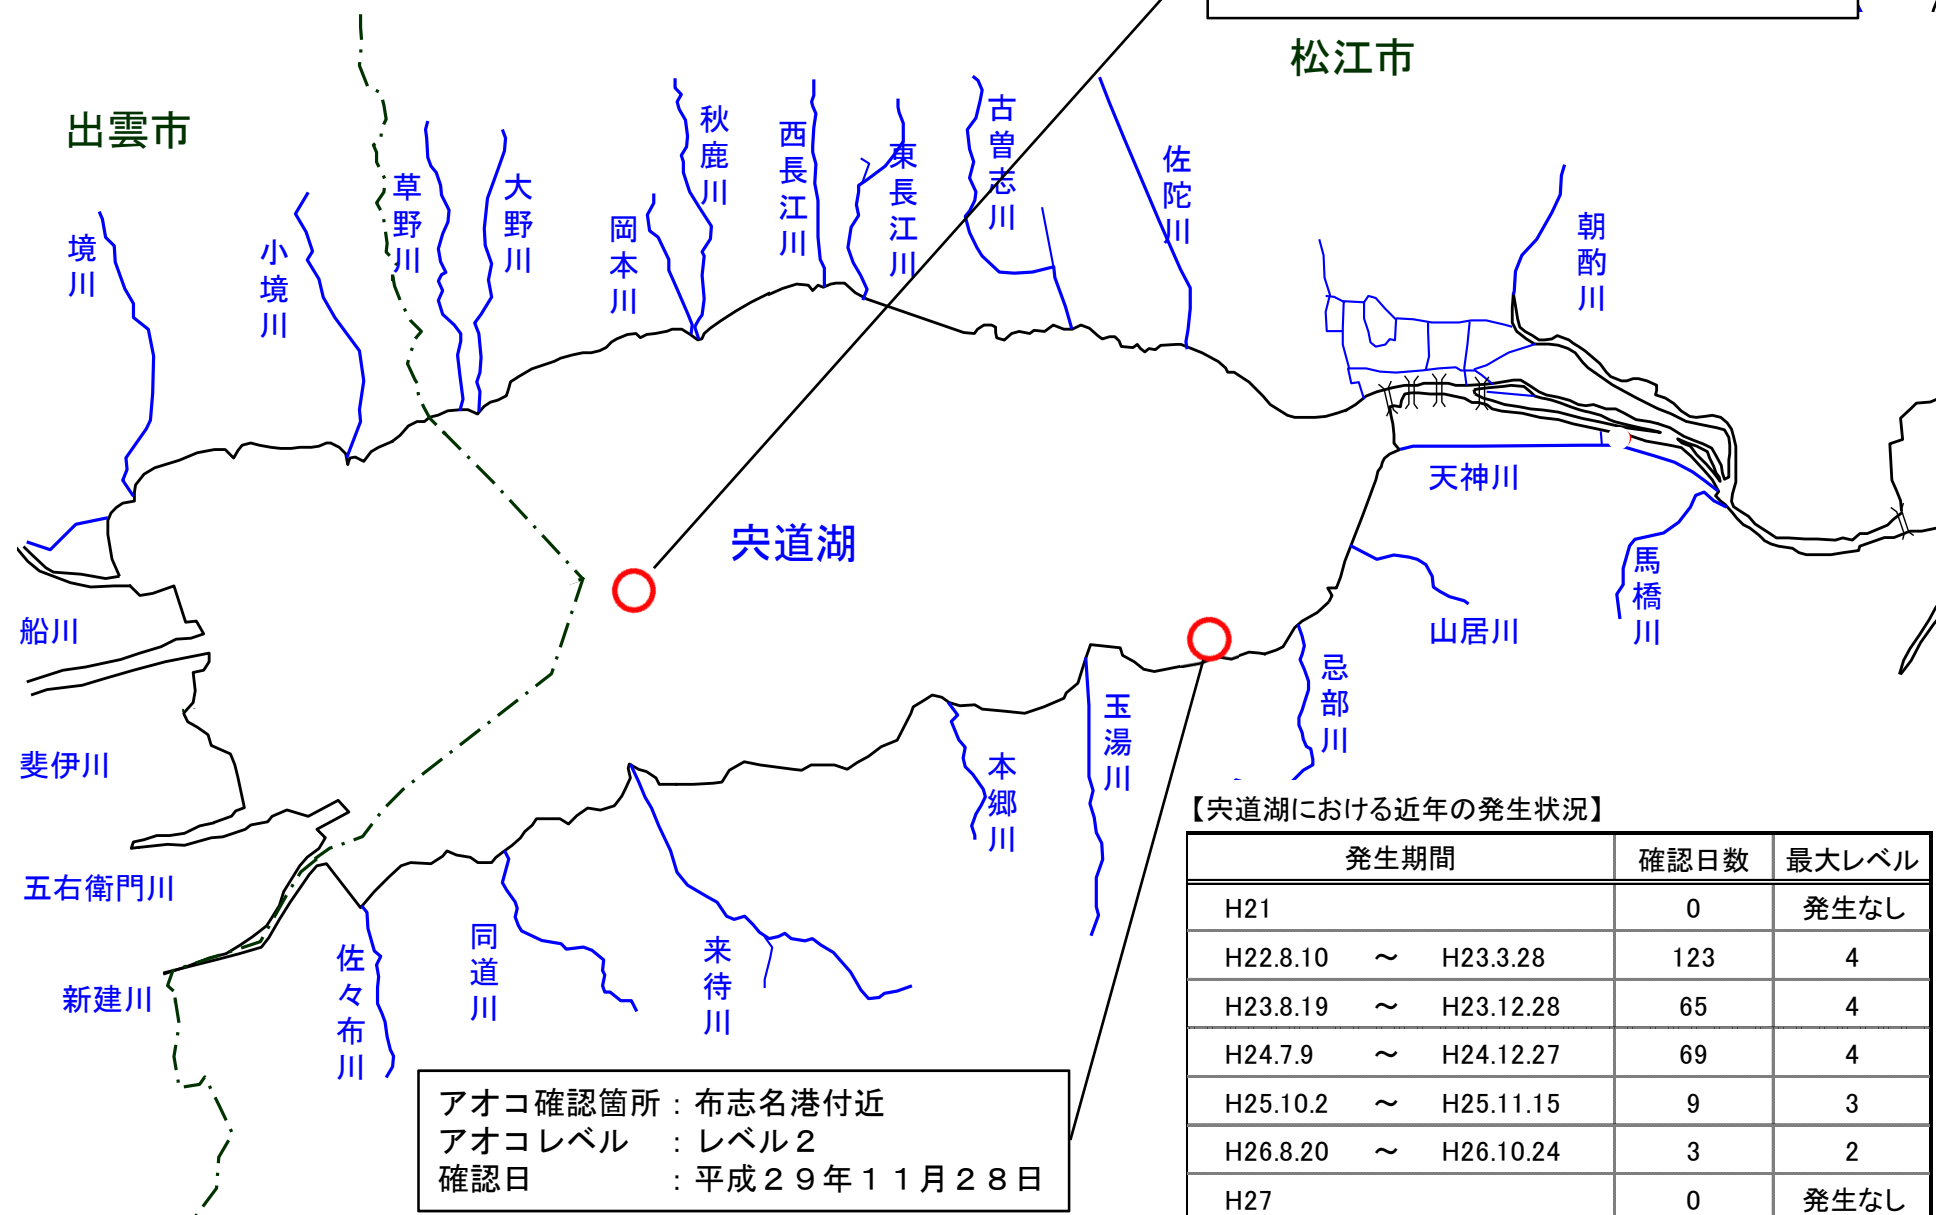 松江市
出雲市
境川
小境川
草野川
大野川
岡本川
秋鹿川
西長江川
東長江川
古曽志川
佐陀川
朝酌川
天神川
馬橋川
山居川
忌部川
玉湯川
本郷川
来待川
同道川
佐々布川
新建川
五右衛門川
斐伊川
船川
宍道湖
アオコ確認箇所 : 布志名港付近
アオコレベル : レベル2
確認日 : 平成29年11月28日
【宍道湖における近年の発生状況】
発生期間 確認日数 最大レベル
H21 0 発生なし
H22.8.10 ~ H23.3.28 123 4
H23.8.19 ~ H23.12.28 65 4
H24.7.9 ~ H24.12.27 69 4
H25.10.2 ~ H25.11.15 9 3
H26.8.20 ~ H26.10.24 3 2
H27 0 発生なし